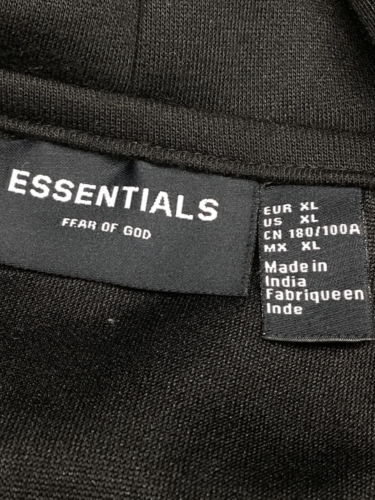 ESSENTIALS
FEAR OF GOD
EUR XL
US XL
CN 180/100A
MX XL
Made in
India
Fabriqueen
Inde